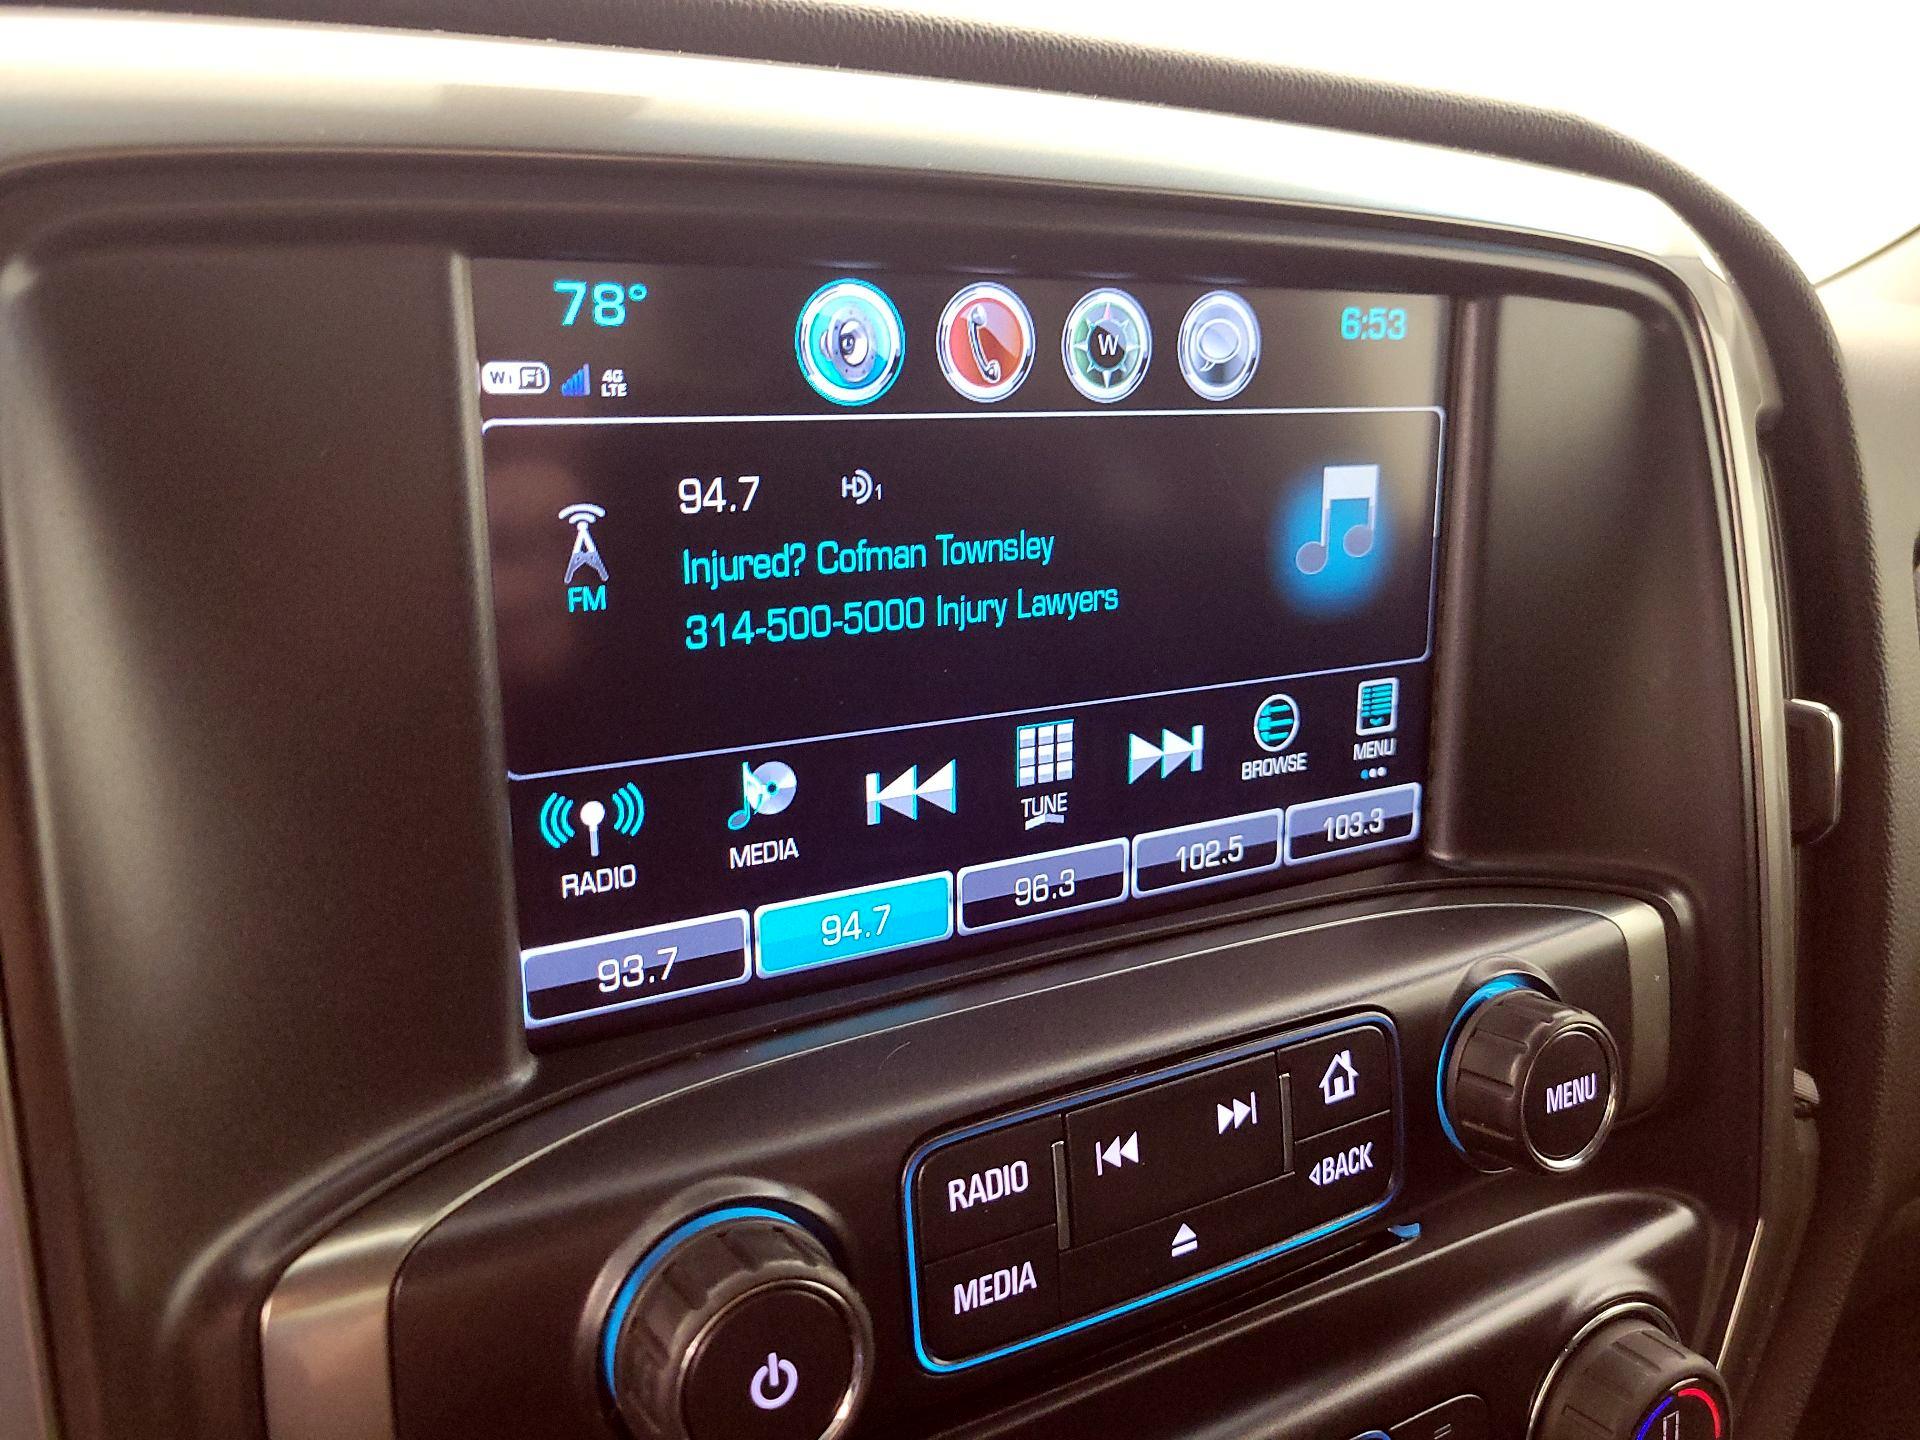 78° W 6:53
WiFi 4G LTE
94.7 HD 1
Injured? Cofman Townsley
FM 314-500-5000 Injury Lawyers
RADIO MEDIA TUNE BROWSE MENU
93.7 94.7 96.3 102.5 103.3
RADIO BACK MENU
MEDIA